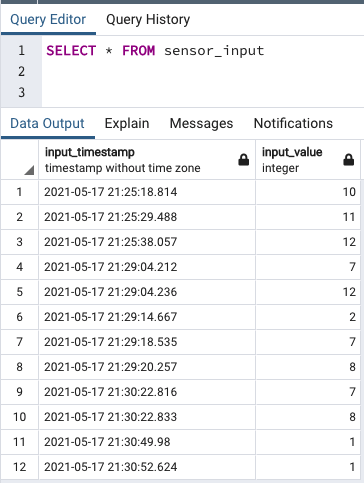 Query Editor Query History
1 SELECT * FROM sensor_input
2
3
Data Output Explain Messages Notifications
input_timestamp input_value
timestamp without time zone integer
1 2021-05-17 21:25:18.814 10
2 2021-05-17 21:25:29.488 11
3 2021-05-17 21:25:38.057 12
4 2021-05-17 21:29:04.212 7
5 2021-05-17 21:29:04.236 12
6 2021-05-17 21:29:14.667 2
7 2021-05-17 21:29:18.535 7
8 2021-05-17 21:29:20.257 8
9 2021-05-17 21:30:22.816 7
10 2021-05-17 21:30:22.833 8
11 2021-05-17 21:30:49.98 1
12 2021-05-17 21:30:52.624 1